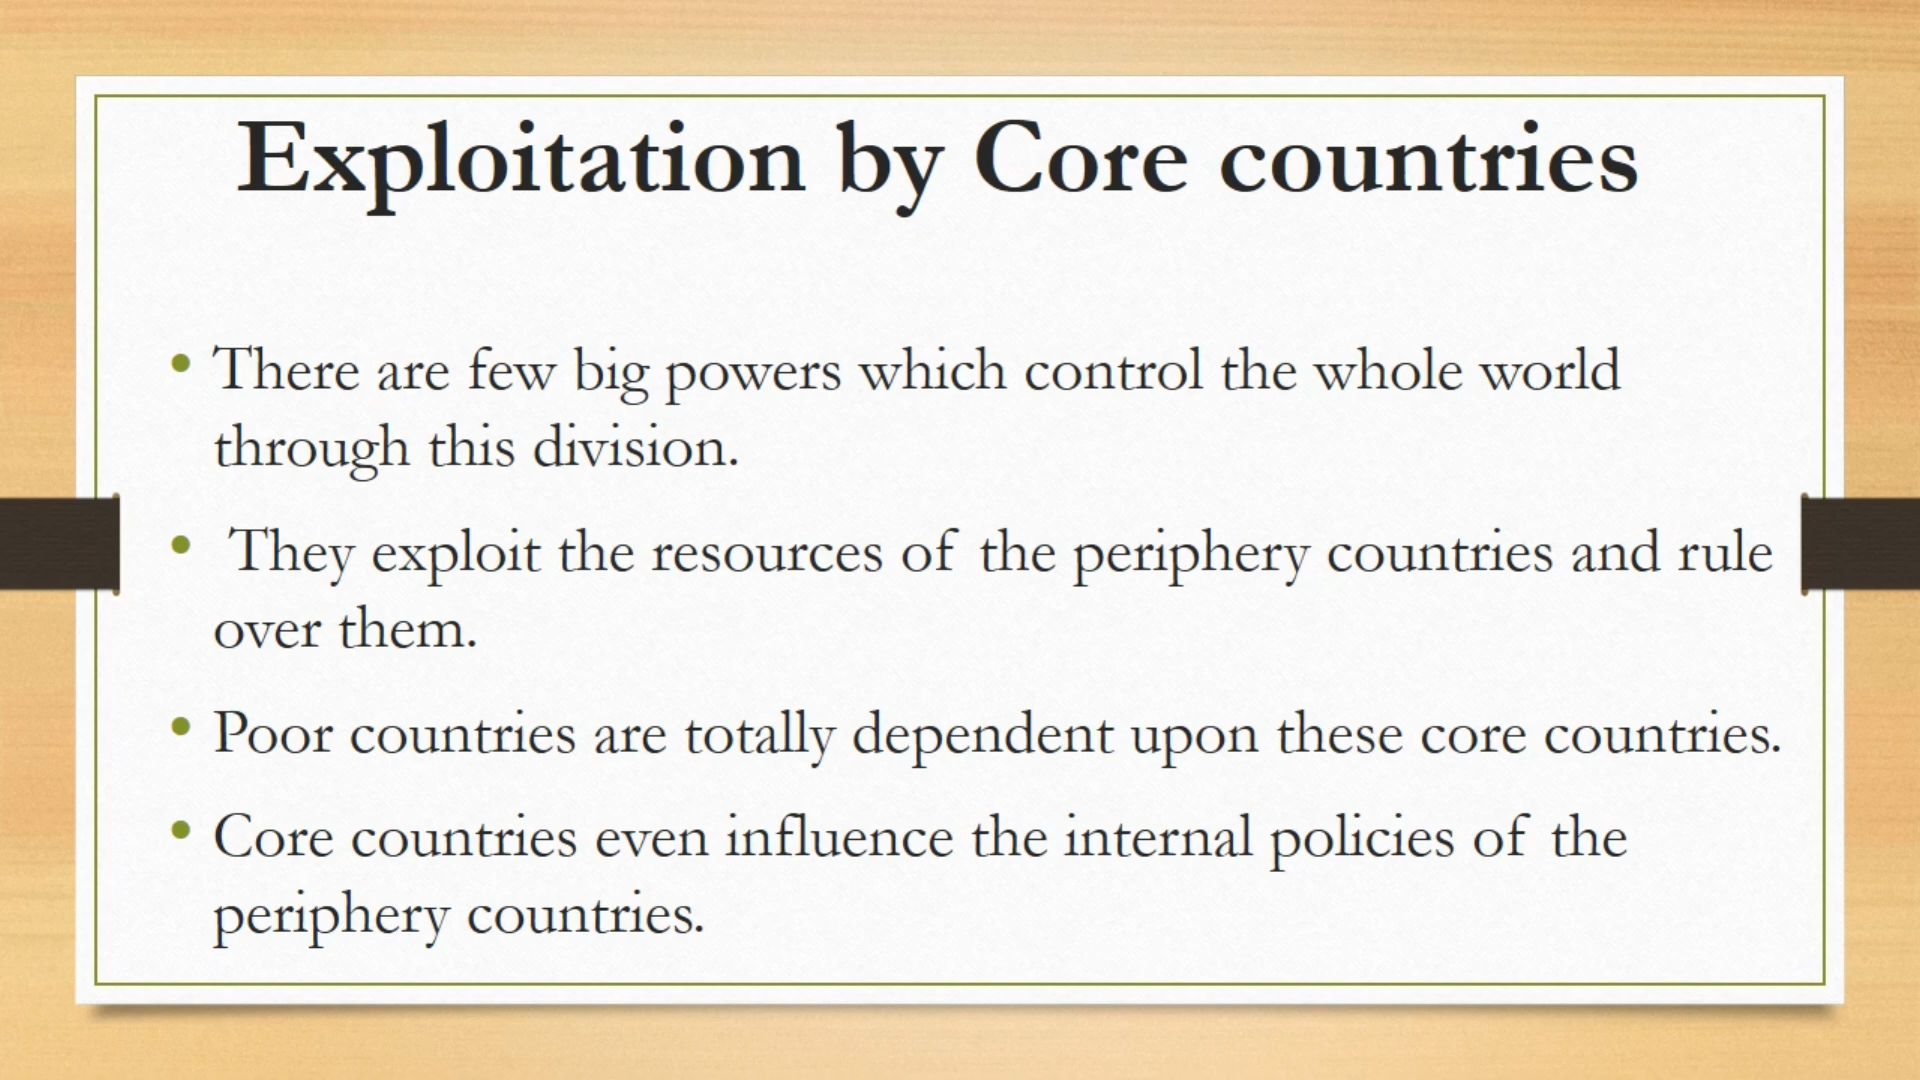 Exploitation by Core countries
• There are few big powers which control the whole world
through this division.
• They exploit the resources of the periphery countries and rule
over them.
• Poor countries are totally dependent upon these core countries.
• Core countries even influence the internal policies of the
periphery countries.